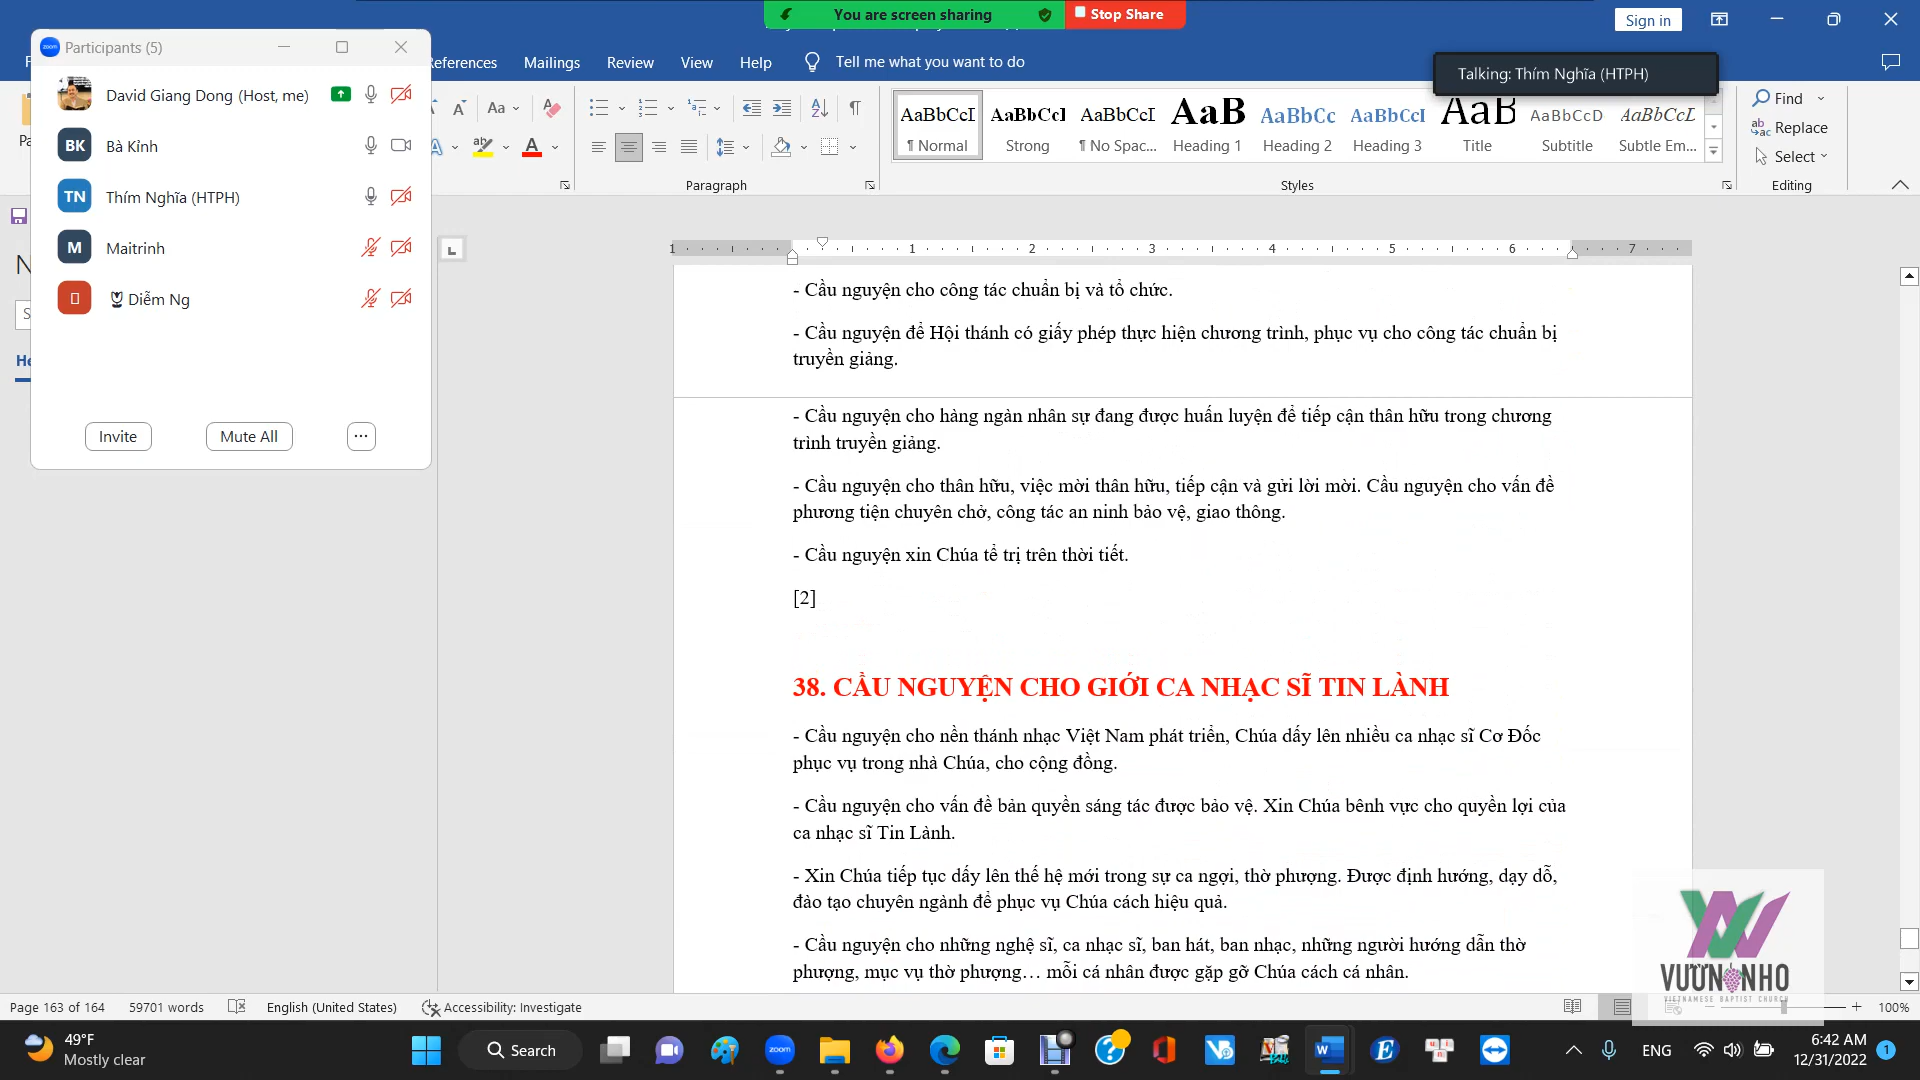 You are screen sharing
Stop Share
Sign in
Participants (5)
eferences
Mailings
Review
View
Help
Tell me what you want to do
Talking: Thím Nghĩa (HTPH)
David Giang Dong (Host, me)
BK
Bà Kỉnh
TN
Thím Nghĩa (HTPH)
M
Maitrinh
Diễm Ng
Invite
Mute All
...
Pa
Aa
AaBbCcI
AaBbCcI
AaBbCcI
AaB
AaBbCc
AaBbCcI
AaB
AaBbCcD
AaBbCcL
¶ Normal
Strong
¶ No Spac...
Heading 1
Heading 2
Heading 3
Title
Subtitle
Subtle Em...
Find
Replace
Select
Paragraph
Styles
Editing
N
S
He
1 1 2 3 4 5 6 7
- Cầu nguyện cho công tác chuẩn bị và tổ chức.
- Cầu nguyện để Hội thánh có giấy phép thực hiện chương trình, phục vụ cho công tác chuẩn bị
truyền giảng.
- Cầu nguyện cho hàng ngàn nhân sự đang được huấn luyện để tiếp cận thân hữu trong chương
trình truyền giảng.
- Cầu nguyện cho thân hữu, việc mời thân hữu, tiếp cận và gửi lời mời. Cầu nguyện cho vấn đề
phương tiện chuyên chở, công tác an ninh bảo vệ, giao thông.
- Cầu nguyện xin Chúa tể trị trên thời tiết.
[2]
38. CẦU NGUYỆN CHO GIỚI CA NHẠC SĨ TIN LÀNH
- Cầu nguyện cho nền thánh nhạc Việt Nam phát triển, Chúa dấy lên nhiều ca nhạc sĩ Cơ Đốc
phục vụ trong nhà Chúa, cho cộng đồng.
- Cầu nguyện cho vấn đề bản quyền sáng tác được bảo vệ. Xin Chúa bênh vực cho quyền lợi của
ca nhạc sĩ Tin Lành.
- Xin Chúa tiếp tục dấy lên thế hệ mới trong sự ca ngợi, thờ phượng. Được định hướng, dạy dỗ,
đào tạo chuyên ngành để phục vụ Chúa cách hiệu quả.
- Cầu nguyện cho những nghệ sĩ, ca nhạc sĩ, ban hát, ban nhạc, những người hướng dẫn thờ
phượng, mục vụ thờ phượng… mỗi cá nhân được gặp gỡ Chúa cách cá nhân.
VƯỜN NHO
VIETNAMESE BAPTIST CHURCH
Page 163 of 164
59701 words
English (United States)
Accessibility: Investigate
100%
49°F
Mostly clear
Search
zoom
ENG
6:42 AM
12/31/2022
1